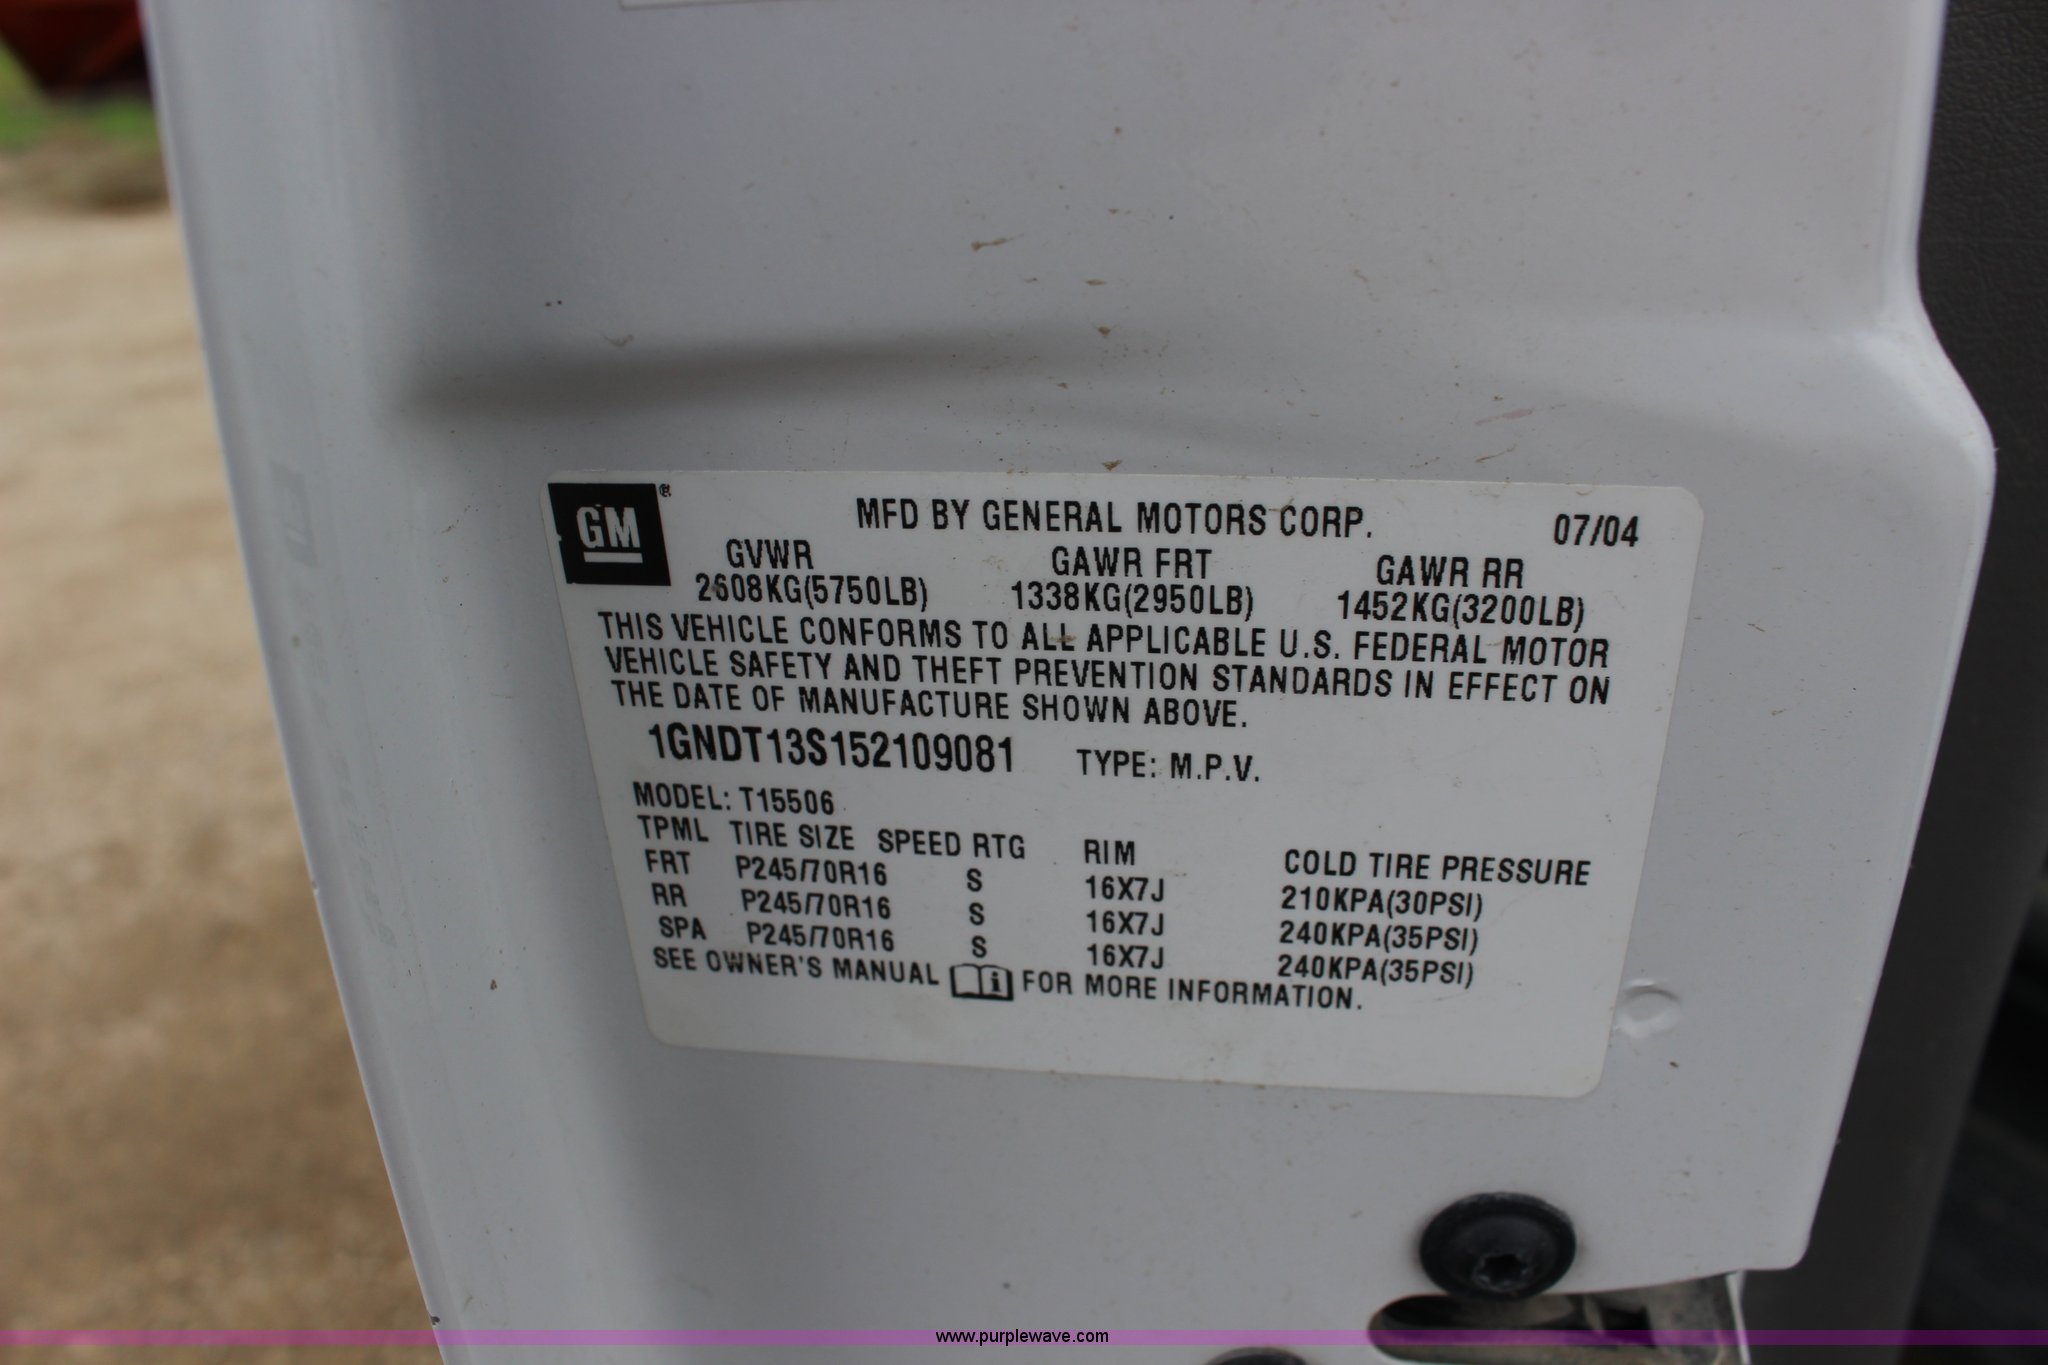 GM ®
MFD BY GENERAL MOTORS CORP. 07/04
GVWR GAWR FRT GAWR RR
2608KG(5750LB) 1338KG(2950LB) 1452KG(3200LB)
THIS VEHICLE CONFORMS TO ALL APPLICABLE U.S. FEDERAL MOTOR
VEHICLE SAFETY AND THEFT PREVENTION STANDARDS IN EFFECT ON
THE DATE OF MANUFACTURE SHOWN ABOVE.
1GNDT13S152109081 TYPE: M.P.V.
MODEL: T15506
TPML TIRE SIZE SPEED RTG RIM COLD TIRE PRESSURE
FRT P245/70R16 S 16X7J 210KPA(30PSI)
RR P245/70R16 S 16X7J 240KPA(35PSI)
SPA P245/70R16 S 16X7J 240KPA(35PSI)
SEE OWNER'S MANUAL i FOR MORE INFORMATION.
www.purplewave.com